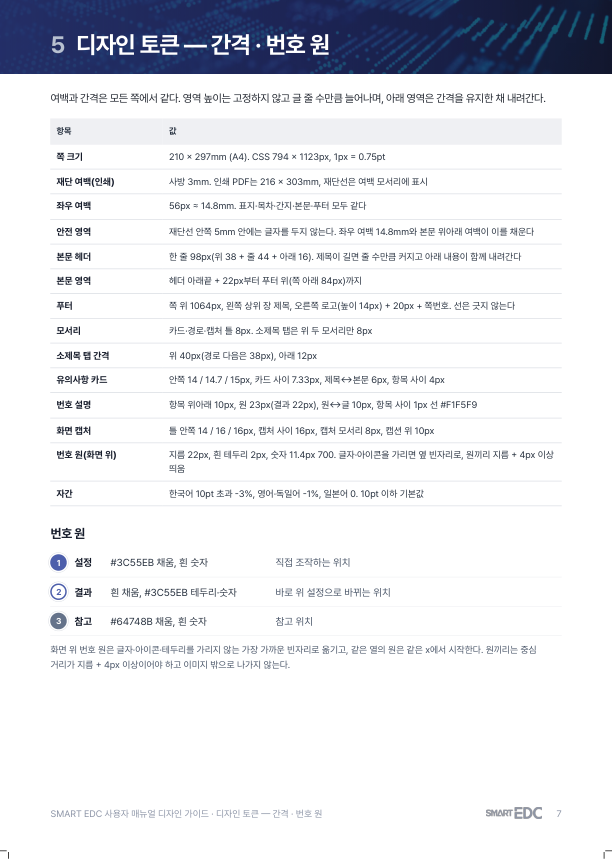 5 디자인 토큰 — 간격 · 번호 원
여백과 간격은 모든 쪽에서 같다. 영역 높이는 고정하지 않고 글 줄 수만큼 늘어나며, 아래 영역은 간격을 유지한 채 내려간다.
항목 값
쪽 크기 210 × 297mm (A4). CSS 794 × 1123px, 1px = 0.75pt
재단 여백(인쇄) 사방 3mm. 인쇄 PDF는 216 × 303mm, 재단선은 여백 모서리에 표시
좌우 여백 56px = 14.8mm. 표지·목차·간지·본문·푸터 모두 같다
안전 영역 재단선 안쪽 5mm 안에는 글자를 두지 않는다. 좌우 여백 14.8mm와 본문 위아래 여백이 이를 채운다
본문 헤더 한 줄 98px(위 38 + 줄 44 + 아래 16). 제목이 길면 줄 수만큼 커지고 아래 내용이 함께 내려간다
본문 영역 헤더 아래끝 + 22px부터 푸터 위(쪽 아래 84px)까지
푸터 쪽 위 1064px, 왼쪽 상위 장 제목, 오른쪽 로고(높이 14px) + 20px + 쪽번호. 선은 긋지 않는다
모서리 카드·경로·캡처 틀 8px. 소제목 탭은 위 두 모서리만 8px
소제목 탭 간격 위 40px(경로 다음은 38px), 아래 12px
유의사항 카드 안쪽 14 / 14.7 / 15px, 카드 사이 7.33px, 제목↔본문 6px, 항목 사이 4px
번호 설명 항목 위아래 10px, 원 23px(결과 22px), 원↔글 10px, 항목 사이 1px 선 #F1F5F9
화면 캡처 틀 안쪽 14 / 16 / 16px, 캡처 사이 16px, 캡처 모서리 8px, 캡션 위 10px
번호 원(화면 위) 지름 22px, 흰 테두리 2px, 숫자 11.4px 700. 글자·아이콘을 가리면 옆 빈자리로, 원끼리 지름 + 4px 이상
띄움
자간 한국어 10pt 초과 -3%, 영어·독일어 -1%, 일본어 0. 10pt 이하 기본값
번호 원
1 설정 #3C55EB 채움, 흰 숫자 직접 조작하는 위치
2 결과 흰 채움, #3C55EB 테두리·숫자 바로 위 설정으로 바뀌는 위치
3 참고 #64748B 채움, 흰 숫자 참고 위치
화면 위 번호 원은 글자·아이콘·테두리를 가리지 않는 가장 가까운 빈자리로 옮기고, 같은 열의 원은 같은 x에서 시작한다. 원끼리는 중심
거리가 지름 + 4px 이상이어야 하고 이미지 밖으로 나가지 않는다.
SMART EDC 사용자 매뉴얼 디자인 가이드 · 디자인 토큰 — 간격 · 번호 원 SMART EDC 7